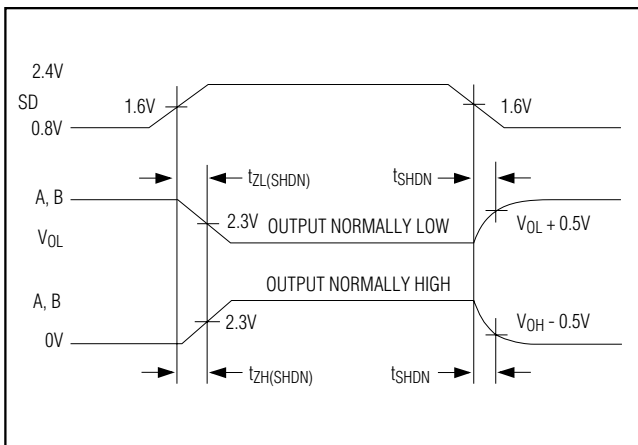 2.4V
SD
1.6V
1.6V
0.8V
tZL(SHDN)
tSHDN
A, B
2.3V
OUTPUT NORMALLY LOW
VOL + 0.5V
VOL
OUTPUT NORMALLY HIGH
A, B
2.3V
VOH - 0.5V
0V
tZH(SHDN)
tSHDN